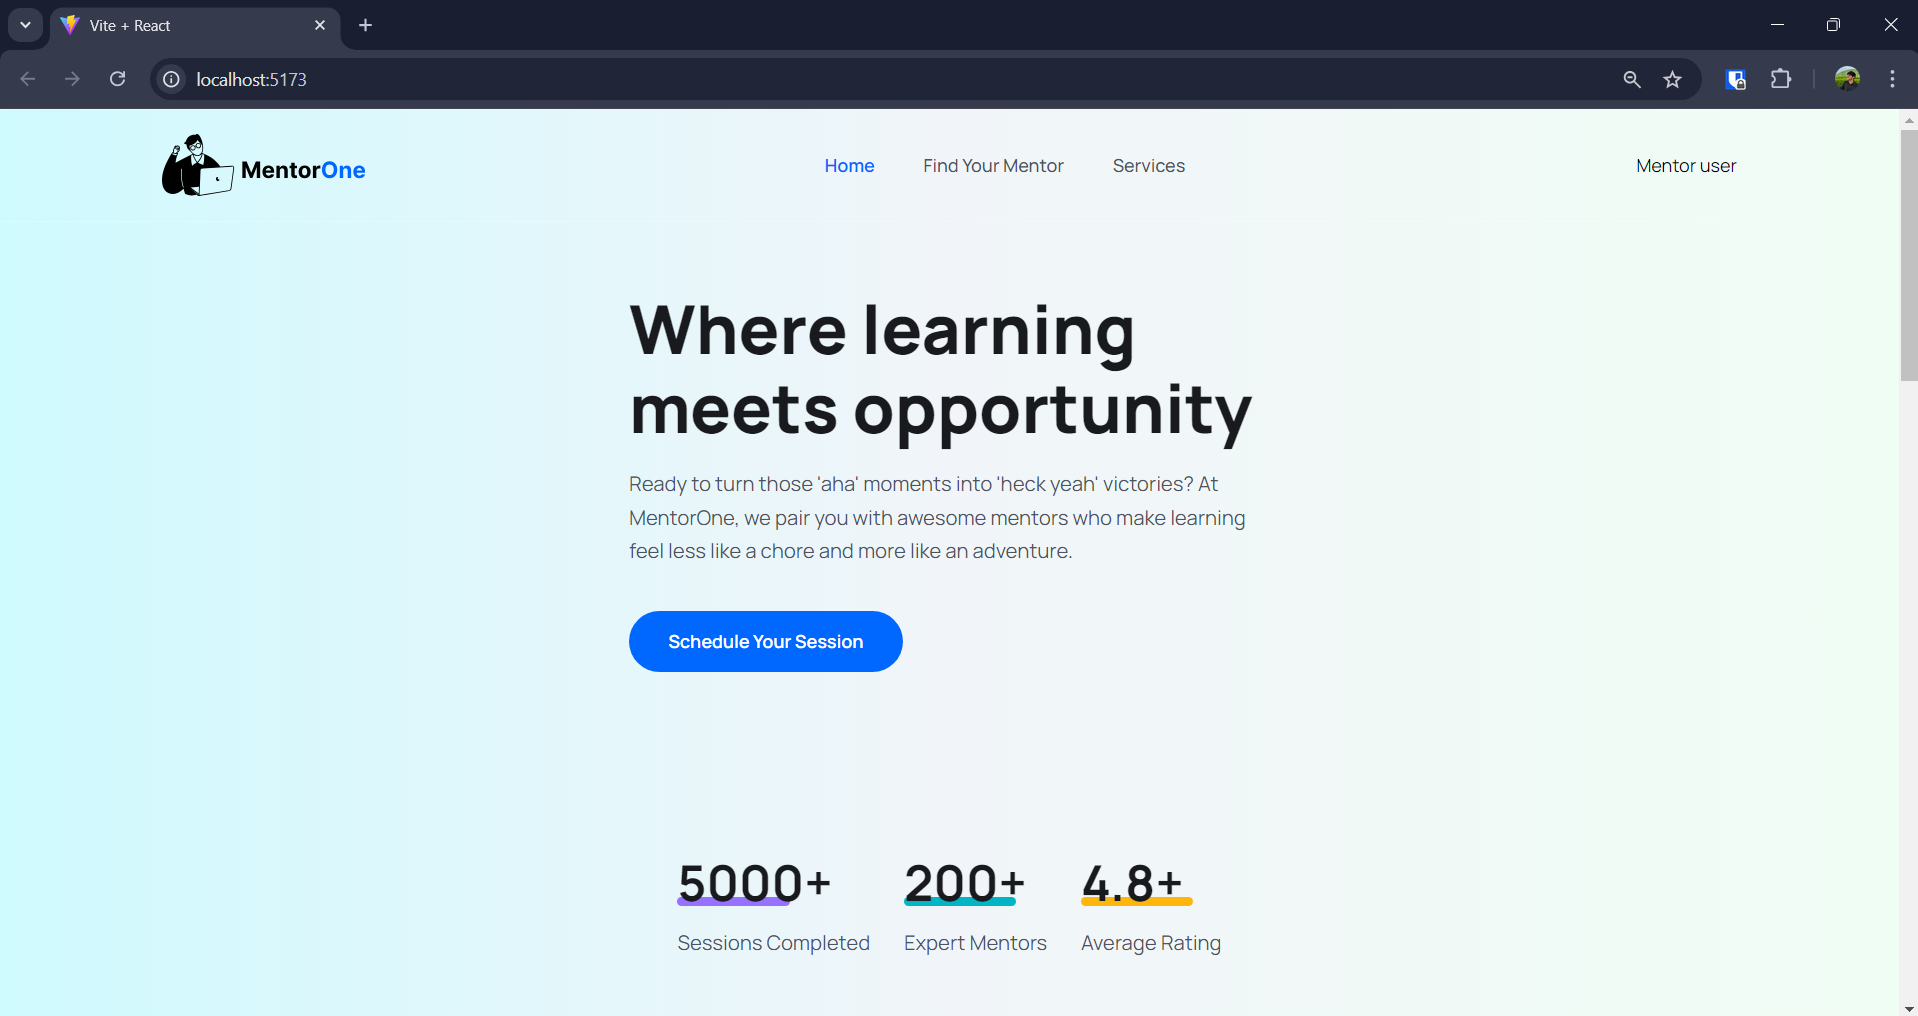 Vite + React
localhost:5173
MentorOne
Home
Find Your Mentor
Services
Mentor user
Where learning
meets opportunity
Ready to turn those 'aha' moments into 'heck yeah' victories? At
MentorOne, we pair you with awesome mentors who make learning
feel less like a chore and more like an adventure.
Schedule Your Session
5000+
200+
4.8+
Sessions Completed
Expert Mentors
Average Rating